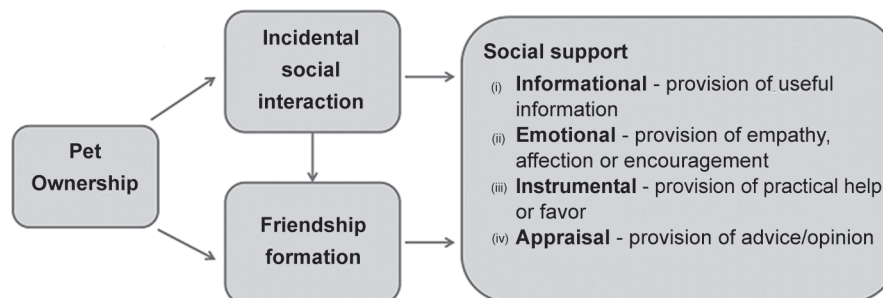 Pet
Ownership
Incidental
social
interaction
Friendship
formation
Social support
(i) Informational - provision of useful
information
(ii) Emotional - provision of empathy,
affection or encouragement
(iii) Instrumental - provision of practical help
or favor
(iv) Appraisal - provision of advice/opinion